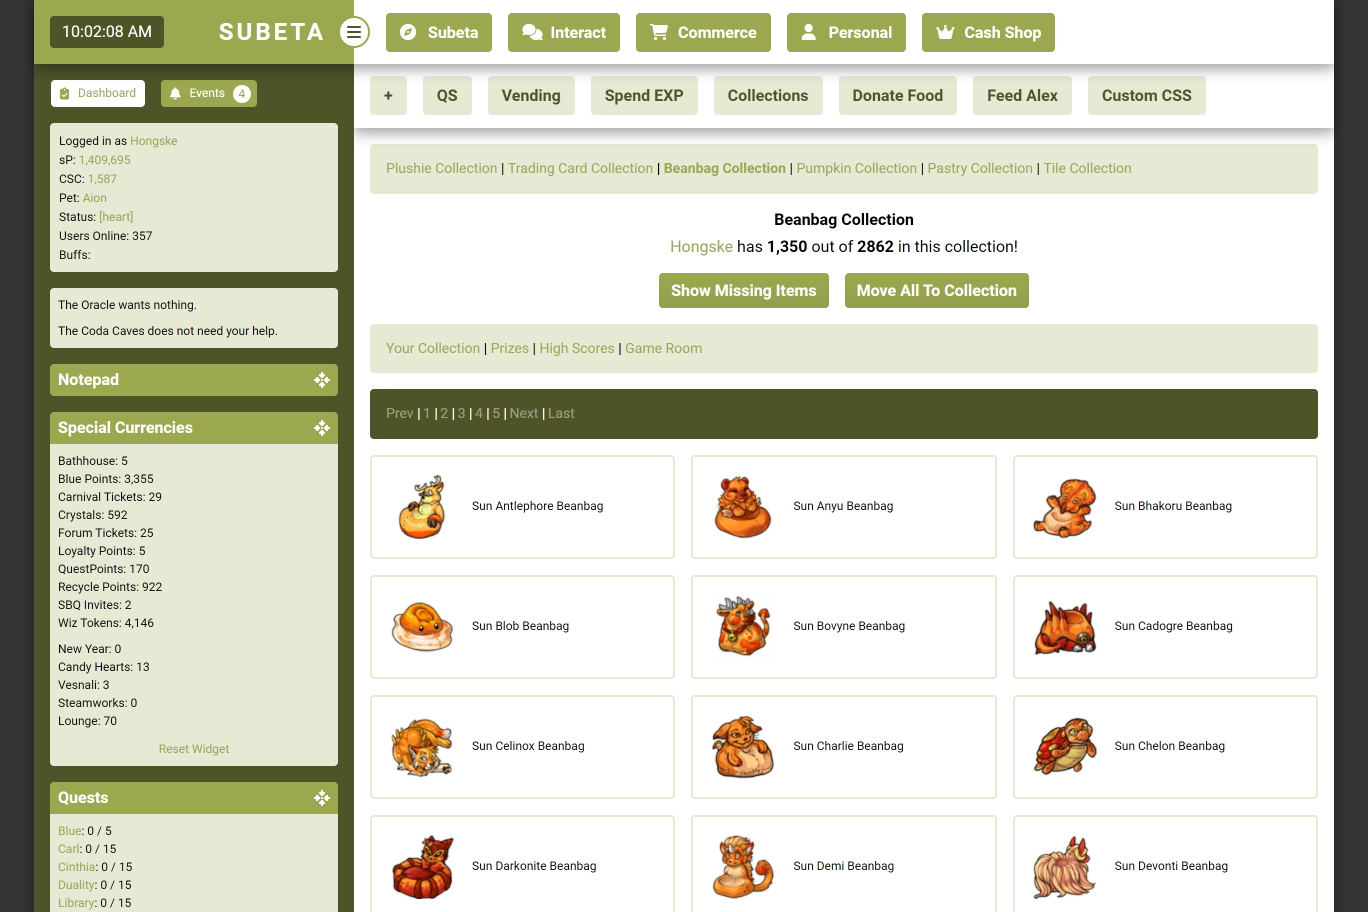 10:02:08 AM
SUBETA
Subeta
Interact
Commerce
Personal
Cash Shop
Dashboard
Events 4
+
QS
Vending
Spend EXP
Collections
Donate Food
Feed Alex
Custom CSS
Logged in as Hongske
sP: 1,409,695
CSC: 1,587
Pet: Aion
Status: [heart]
Users Online: 357
Buffs:
The Oracle wants nothing.
The Coda Caves does not need your help.
Notepad
Special Currencies
Bathhouse: 5
Blue Points: 3,355
Carnival Tickets: 29
Crystals: 592
Forum Tickets: 25
Loyalty Points: 5
QuestPoints: 170
Recycle Points: 922
SBQ Invites: 2
Wiz Tokens: 4,146
New Year: 0
Candy Hearts: 13
Vesnali: 3
Steamworks: 0
Lounge: 70
Reset Widget
Quests
Blue: 0 / 5
Carl: 0 / 15
Cinthia: 0 / 15
Duality: 0 / 15
Library: 0 / 15
Plushie Collection | Trading Card Collection | Beanbag Collection | Pumpkin Collection | Pastry Collection | Tile Collection
Beanbag Collection
Hongske has 1,350 out of 2862 in this collection!
Show Missing Items
Move All To Collection
Your Collection | Prizes | High Scores | Game Room
Prev | 1 | 2 | 3 | 4 | 5 | Next | Last
Sun Antlephore Beanbag
Sun Anyu Beanbag
Sun Bhakoru Beanbag
Sun Blob Beanbag
Sun Bovyne Beanbag
Sun Cadogre Beanbag
Sun Celinox Beanbag
Sun Charlie Beanbag
Sun Chelon Beanbag
Sun Darkonite Beanbag
Sun Demi Beanbag
Sun Devonti Beanbag